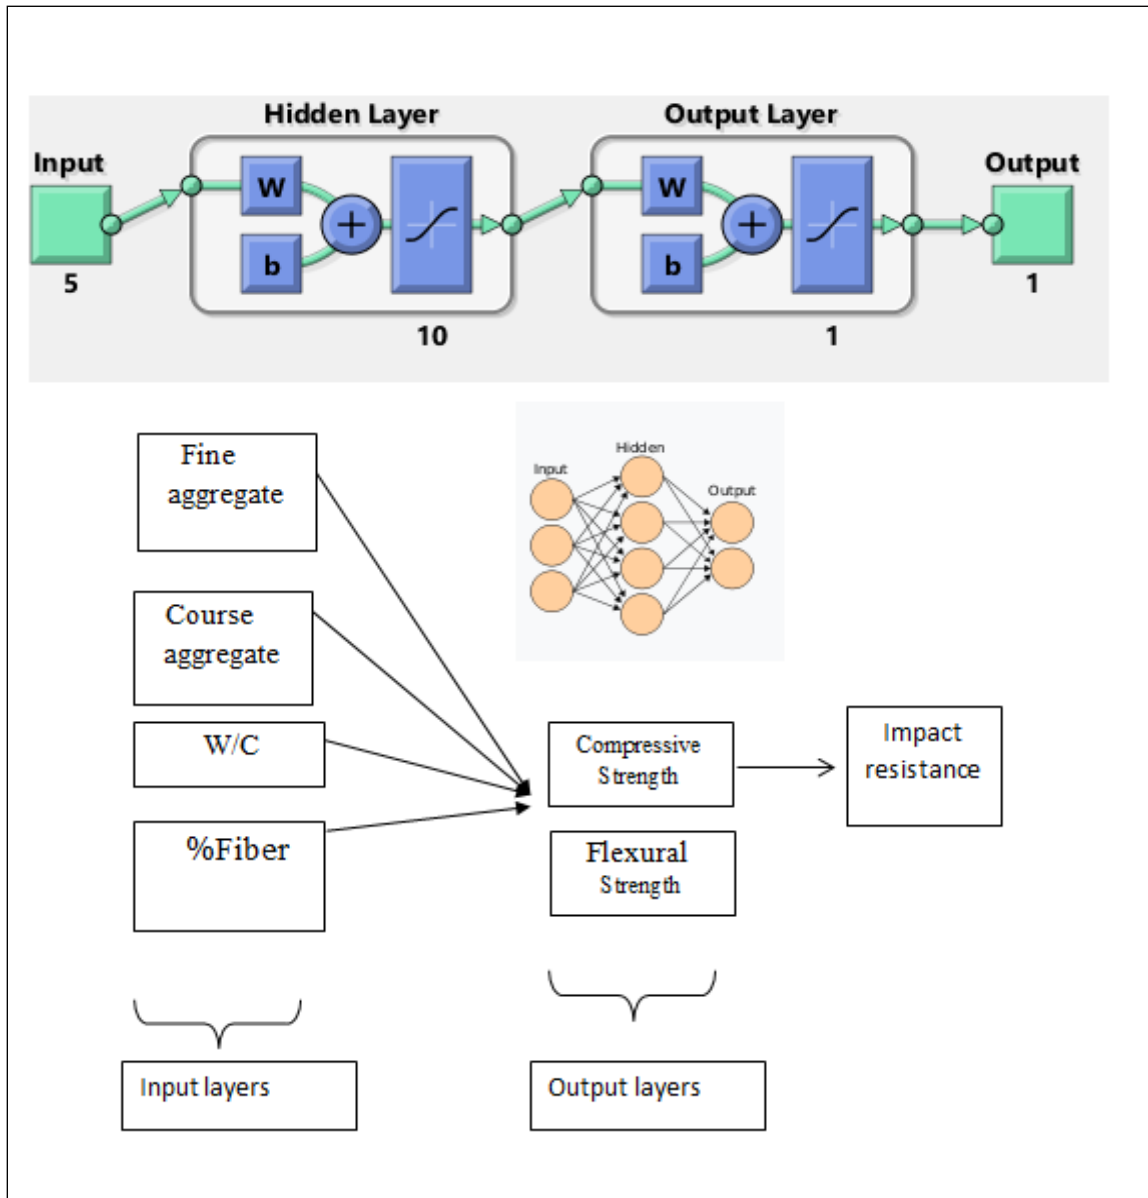 Hidden Layer
Output Layer
Input
Output
W
b
W
b
5
10
1
1
Fine
aggregate
Hidden
Input
Output
Course
aggregate
W/C
Compressive
Strength
Impact
resistance
%Fiber
Flexural
Strength
Input layers
Output layers